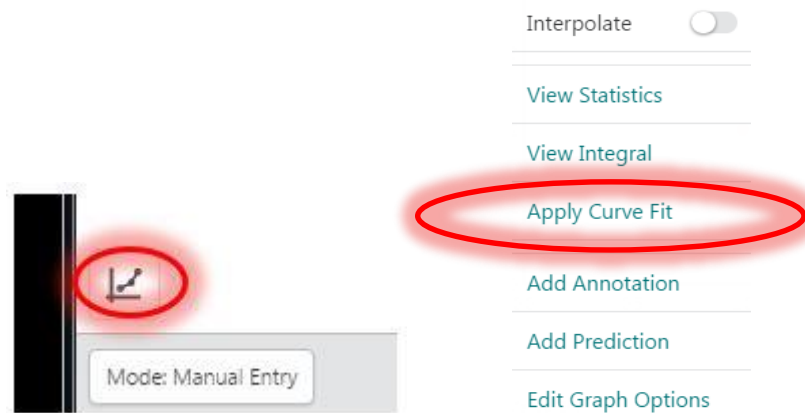 Interpolate
View Statistics
View Integral
Apply Curve Fit
Add Annotation
Add Prediction
Edit Graph Options
Mode: Manual Entry